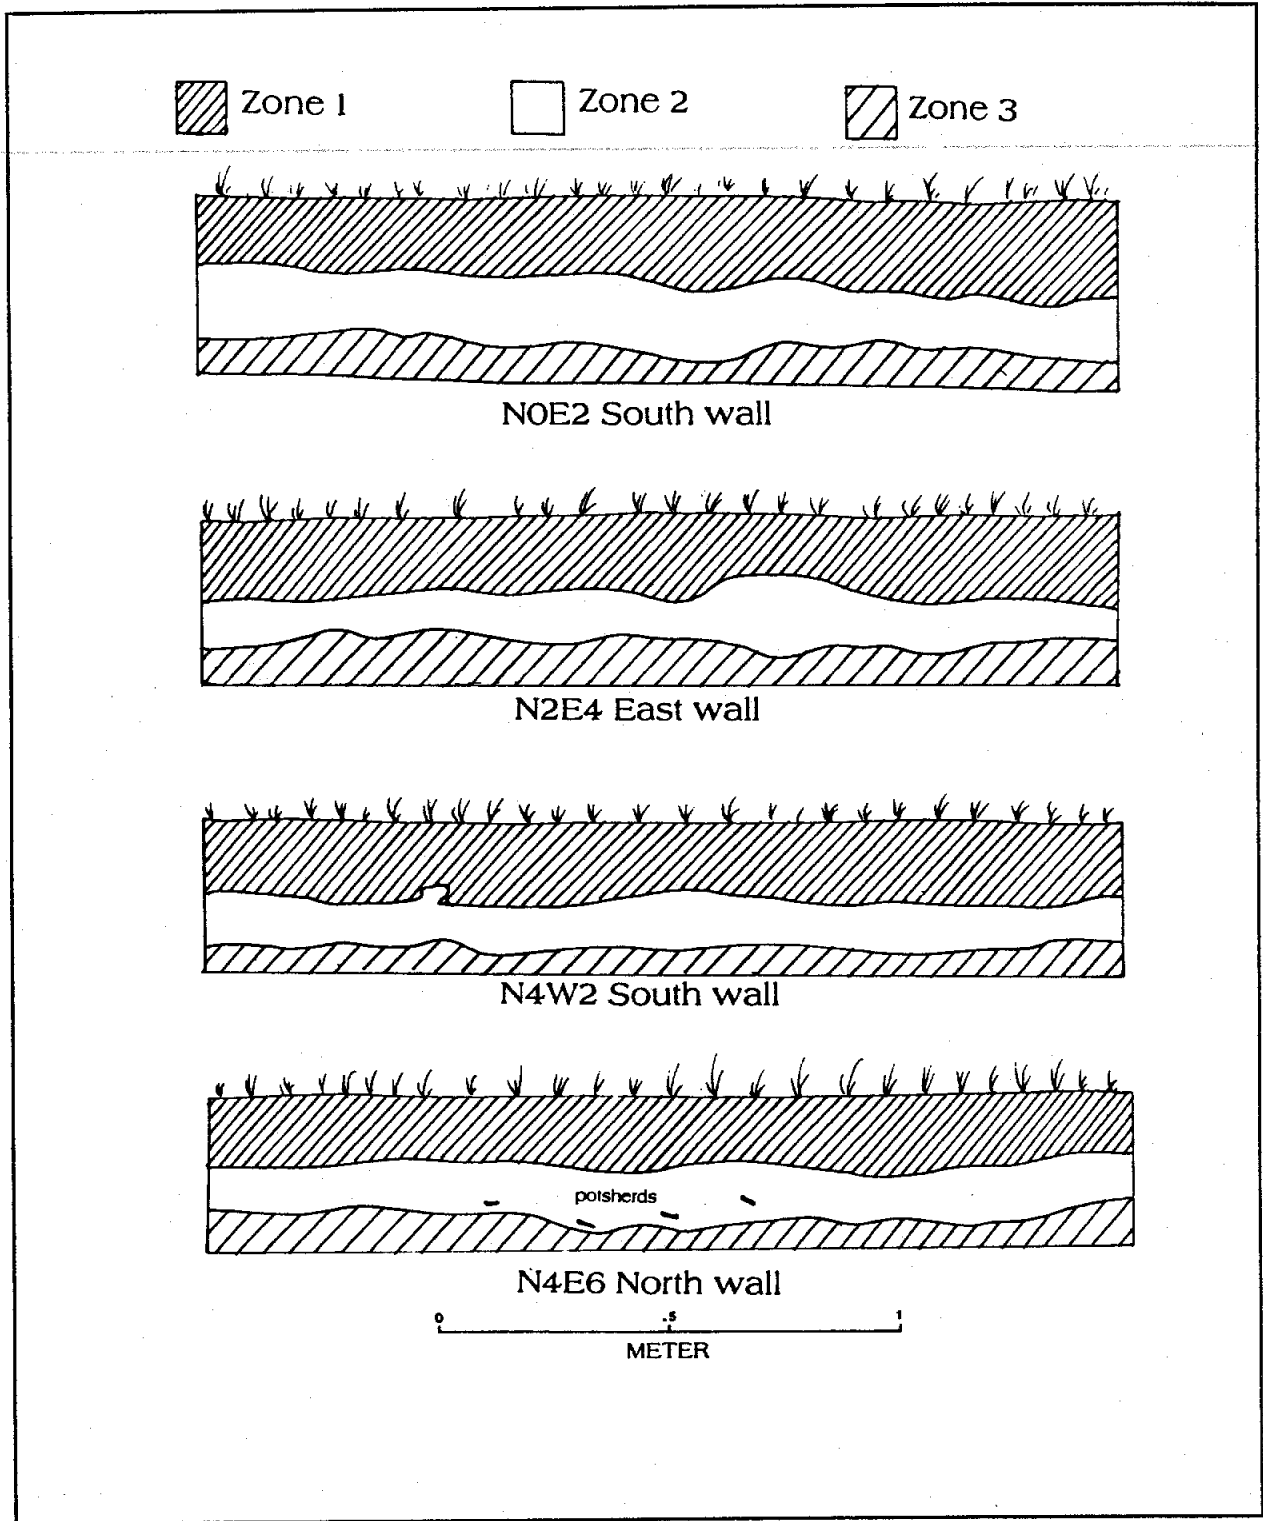 Zone 1 Zone 2 Zone 3
N0E2 South wall
N2E4 East wall
N4W2 South wall
potsherds
N4E6 North wall
0 .5 1
METER